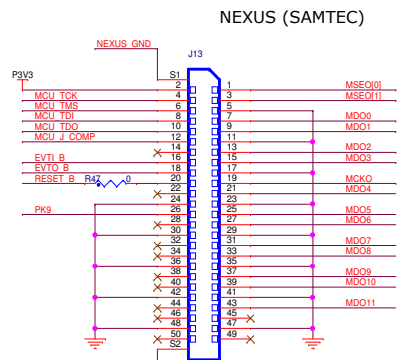 NEXUS (SAMTEC)
NEXUS_GND
J13
S1
P3V3 2 1 MSEO[0]
MCU_TCK 4 3 MSEO[1]
MCU_TMS 6 5
MCU_TDI 8 7 MDO0
MCU_TDO 10 9 MDO1
MCU_J_COMP 12 11
14 13 MDO2
EVTI_B 16 15 MDO3
EVTO_B 18 17
RESET_B R47 0 20 19 MCKO
22 21 MDO4
24 23
PK9 26 25 MDO5
28 27 MDO6
30 29
32 31 MDO7
34 33 MDO8
36 35
38 37 MDO9
40 39 MDO10
42 41
44 43 MDO11
46 45
48 47
50 49
S2